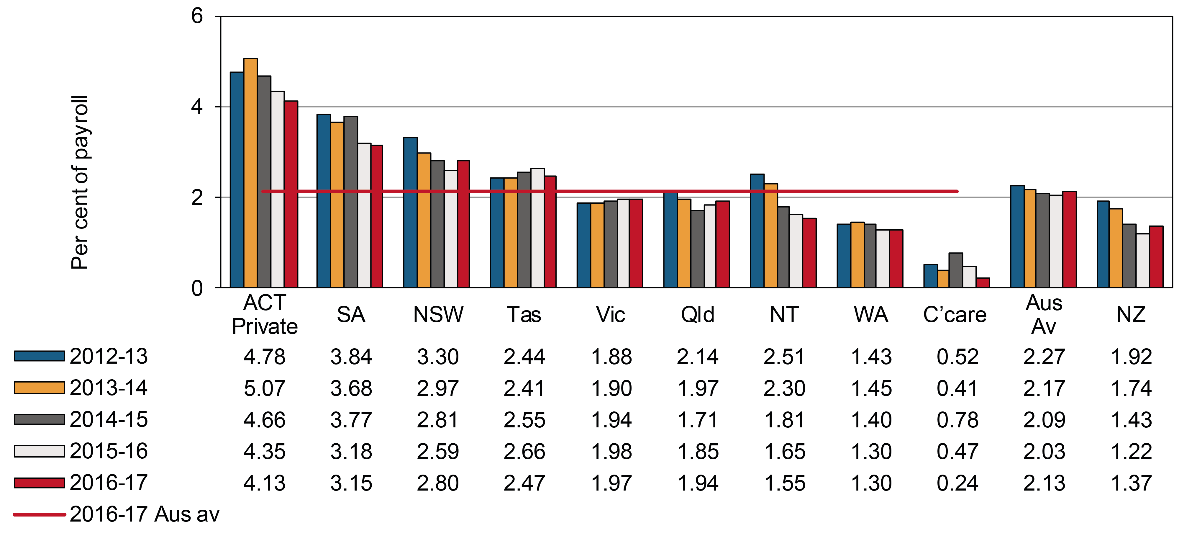 6
4
2
0
Per cent of payroll
ACT Private SA NSW Tas Vic Qld NT WA C’care Aus Av NZ
2012-13 4.78 3.84 3.30 2.44 1.88 2.14 2.51 1.43 0.52 2.27 1.92
2013-14 5.07 3.68 2.97 2.41 1.90 1.97 2.30 1.45 0.41 2.17 1.74
2014-15 4.66 3.77 2.81 2.55 1.94 1.71 1.81 1.40 0.78 2.09 1.43
2015-16 4.35 3.18 2.59 2.66 1.98 1.85 1.65 1.30 0.47 2.03 1.22
2016-17 4.13 3.15 2.80 2.47 1.97 1.94 1.55 1.30 0.24 2.13 1.37
2016-17 Aus av